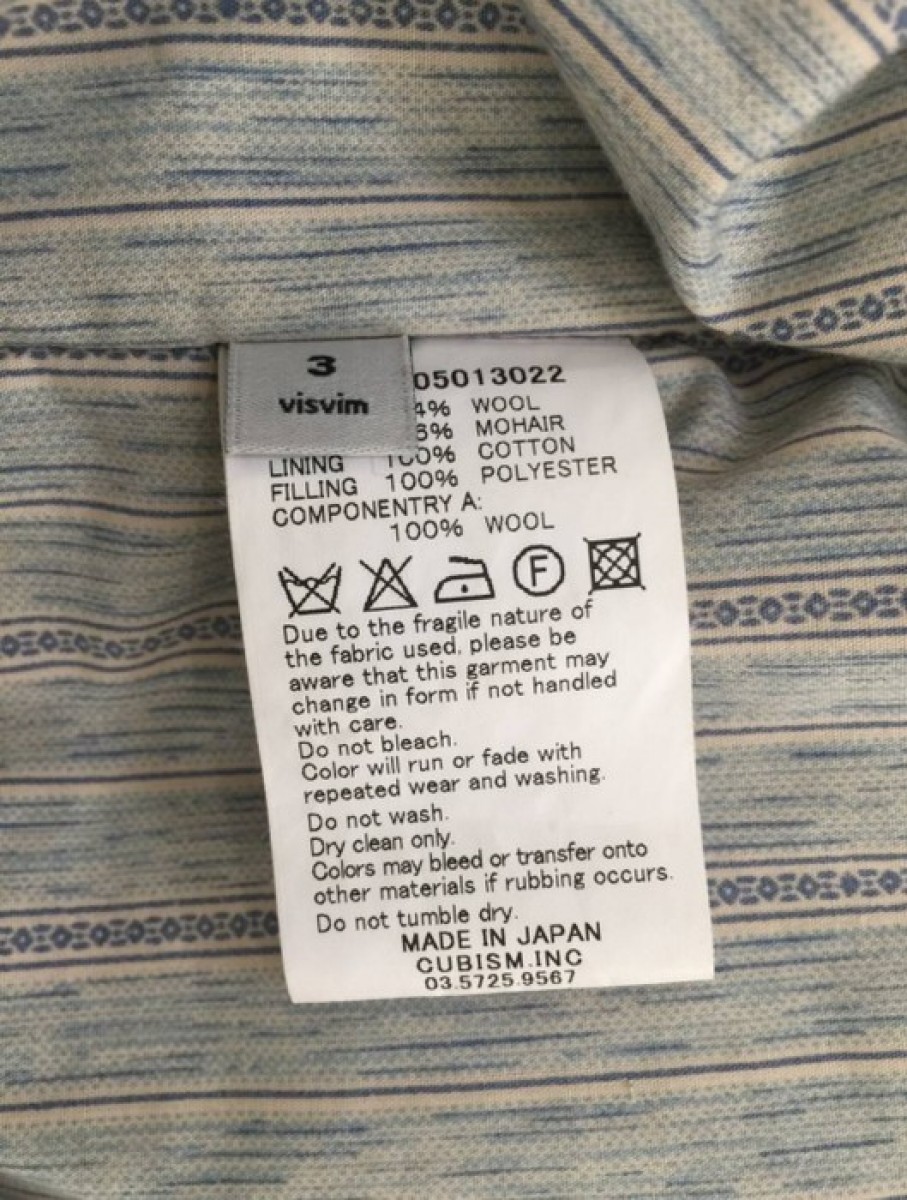 3
visvim
05013022
4% WOOL
6% MOHAIR
LINING 100% COTTON
FILLING 100% POLYESTER
COMPONENTRY A:
100% WOOL
F
Due to the fragile nature of
the fabric used, please be
aware that this garment may
change in form if not handled
with care.
Do not bleach.
Color will run or fade with
repeated wear and washing.
Do not wash.
Dry clean only.
Colors may bleed or transfer onto
other materials if rubbing occurs.
Do not tumble dry.
MADE IN JAPAN
CUBISM.INC
03.5725.9567